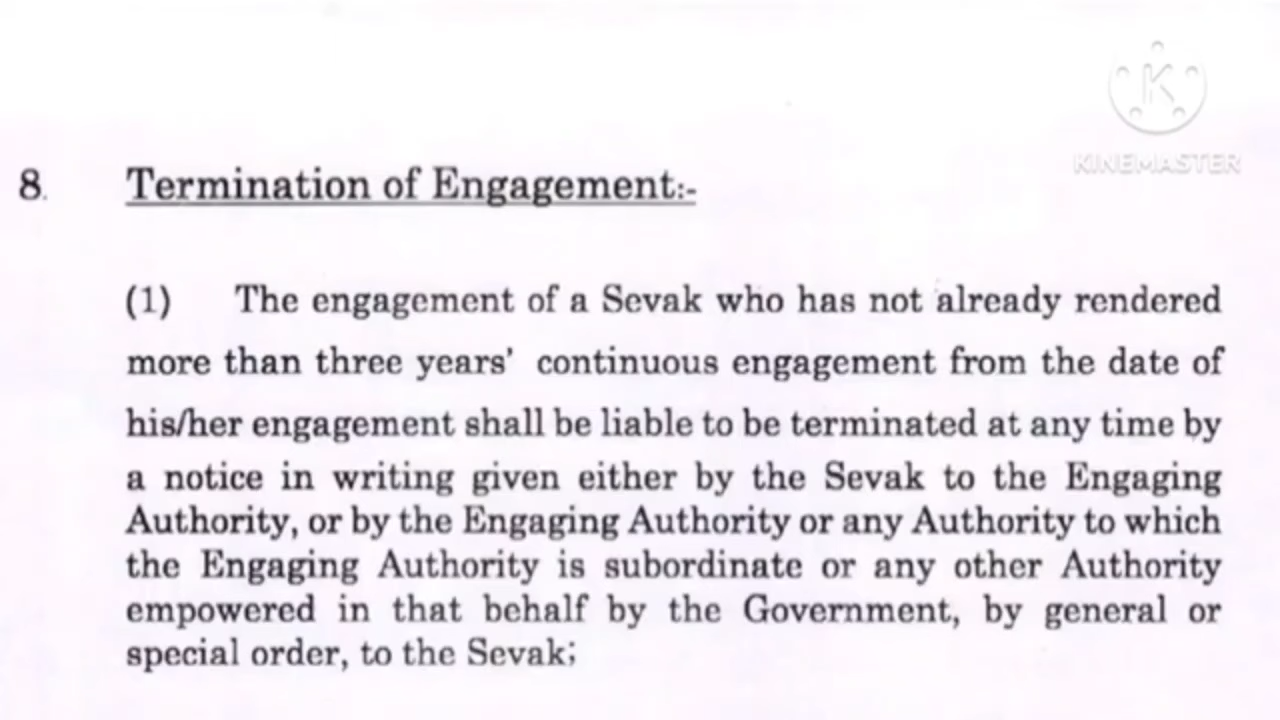 K
KINEMASTER
8. Termination of Engagement:-
(1) The engagement of a Sevak who has not already rendered
more than three years' continuous engagement from the date of
his/her engagement shall be liable to be terminated at any time by
a notice in writing given either by the Sevak to the Engaging
Authority, or by the Engaging Authority or any Authority to which
the Engaging Authority is subordinate or any other Authority
empowered in that behalf by the Government, by general or
special order, to the Sevak;